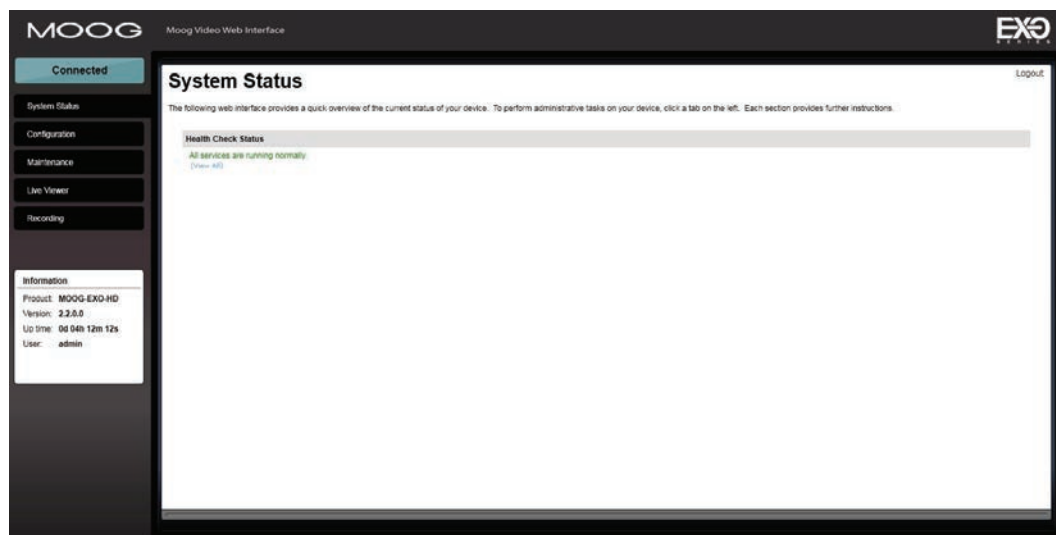 MOOG
Moog Video Web Interface
EXO
SERIES
Connected
System Status
Configuration
Maintenance
Live Viewer
Recording
Information
Product: MOOG-EXO-HD
Version: 2.2.0.0
Up time: 0d 04h 12m 12s
User: admin
Logout
System Status
The following web interface provides a quick overview of the current status of your device. To perform administrative tasks on your device, click a tab on the left. Each section provides further instructions.
Health Check Status
All services are running normally.
[View All]